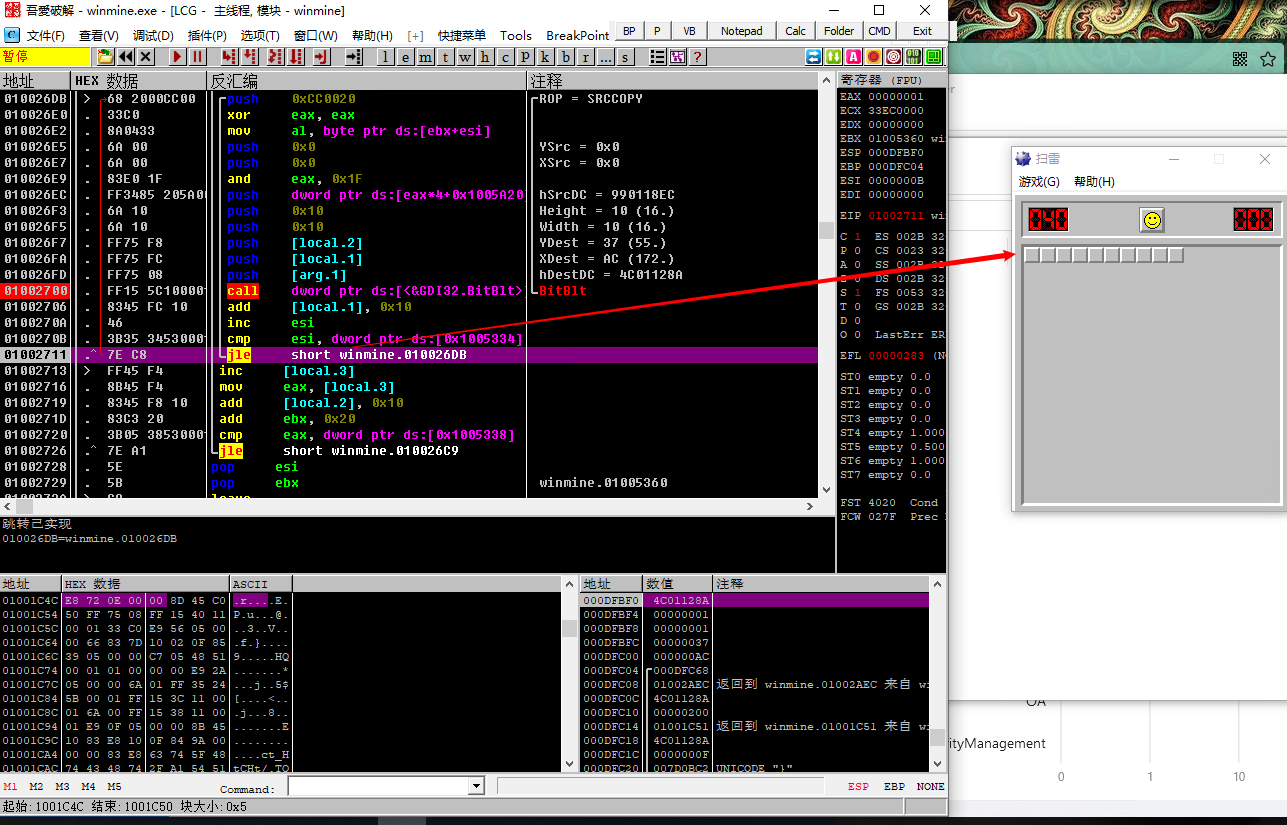 吾愛破解 - winmine.exe - [LCG - 主线程, 模块 - winmine]
文件(F) 查看(V) 调试(D) 插件(P) 选项(T) 窗口(W) 帮助(H) [+] 快捷菜单 Tools BreakPoint
BP P VB Notepad Calc Folder CMD Exit
暂停
l e m t w h c p k b r ... s
地址 HEX 数据 反汇编 注释
010026DB > 68 2000CC00 push 0xCC0020 ROP = SRCCOPY
010026E0 . 33C0 xor eax, eax
010026E2 . 8A0433 mov al, byte ptr ds:[ebx+esi]
010026E5 . 6A 00 push 0x0 YSrc = 0x0
010026E7 . 6A 00 push 0x0 XSrc = 0x0
010026E9 . 83E0 1F and eax, 0x1F
010026EC . FF3485 205A00 push dword ptr ds:[eax*4+0x1005A20 hSrcDC = 990118EC
010026F3 . 6A 10 push 0x10 Height = 10 (16.)
010026F5 . 6A 10 push 0x10 Width = 10 (16.)
010026F7 . FF75 F8 push [local.2] YDest = 37 (55.)
010026FA . FF75 FC push [local.1] XDest = AC (172.)
010026FD . FF75 08 push [arg.1] hDestDC = 4C01128A
01002700 . FF15 5C10000 call dword ptr ds:[<&GDI32.BitBlt> BitBlt
01002706 . 8345 FC 10 add [local.1], 0x10
0100270A . 46 inc esi
0100270B . 3B35 3453000 cmp esi, dword ptr ds:[0x1005334]
01002711 .^ 7E C8 jle short winmine.010026DB
01002713 > FF45 F4 inc [local.3]
01002716 . 8B45 F4 mov eax, [local.3]
01002719 . 8345 F8 10 add [local.2], 0x10
0100271D . 83C3 20 add ebx, 0x20
01002720 . 3B05 3853000 cmp eax, dword ptr ds:[0x1005338]
01002726 .^ 7E A1 jle short winmine.010026C9
01002728 . 5E pop esi
01002729 . 5B pop ebx winmine.01005360
跳转已实现
010026DB=winmine.010026DB
寄存器 (FPU)
EAX 00000001
ECX 33EC0000
EDX 00000000
EBX 01005360 wi
ESP 000DFBF0
EBP 000DFC04
ESI 0000000B
EDI 00000000
EIP 01002711 wi
C 1 ES 002B 32
P 0 CS 0023 32
A 0 SS 002B 32
DS 002B 32
S 1 FS 0053 32
T 0 GS 002B 32
D 0
O 0 LastErr ER
EFL 00000283 (N
ST0 empty 0.0
ST1 empty 0.0
ST2 empty 0.0
ST3 empty 0.0
ST4 empty 1.000
ST5 empty 0.500
ST6 empty 1.000
ST7 empty 0.0
FST 4020 Cond
FCW 027F Prec
地址 HEX 数据 ASCII
01001C4C E8 72 0E 00 00 8D 45 C0 .r....E.
01001C54 50 FF 75 08 FF 15 40 11 P.u...@.
01001C5C 00 01 33 C0 E9 56 05 00 ..3..V..
01001C64 00 66 83 7D 10 02 0F 85 .f.}....
01001C6C 39 05 00 00 C7 05 48 51 9.....HQ
01001C74 00 01 01 00 00 00 E9 2A .......*
01001C7C 05 00 00 6A 01 FF 35 24 ...j..5$
01001C84 5B 00 01 FF 15 3C 11 00 [....<..
01001C8C 01 6A 00 FF 15 38 11 00 .j...8..
01001C94 01 E9 0F 05 00 00 8B 45 .......E
01001C9C 10 83 E8 10 0F 84 9A 00 ........
01001CA4 00 00 83 E8 63 74 5F 48 ....ct_H
01001CAC 74 43 48 74 2F A1 54 51 tCHt/.TQ
地址 数值 注释
000DFBF0 4C01128A
000DFBF4 00000001
000DFBF8 00000001
000DFBFC 00000037
000DFC00 000000AC
000DFC04 000DFC68
000DFC08 01002AEC 返回到 winmine.01002AEC 来自 wi
000DFC0C 4C01128A
000DFC10 00000200
000DFC14 01001C51 返回到 winmine.01001C51 来自 wi
000DFC18 4C01128A
000DFC1C 0000000F
000DFC20 007D0BC2 UNICODE "}"
M1 M2 M3 M4 M5 Command: ESP EBP NONE
起始: 1001C4C 结束: 1001C50 块大小: 0x5
扫雷
游戏(G) 帮助(H)
040 000
OA
ityManagement
0 1 10